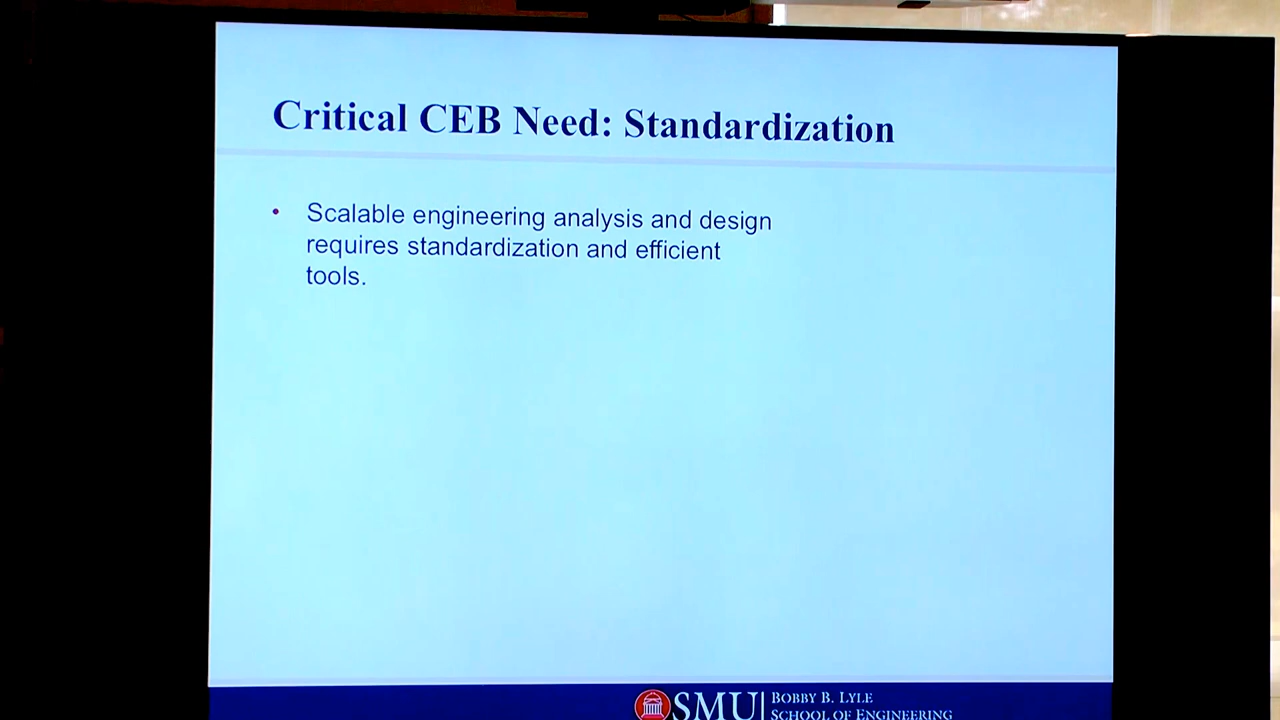 Critical CEB Need: Standardization
• Scalable engineering analysis and design
requires standardization and efficient
tools.
SMU
BOBBY B. LYLE
SCHOOL OF ENGINEERING